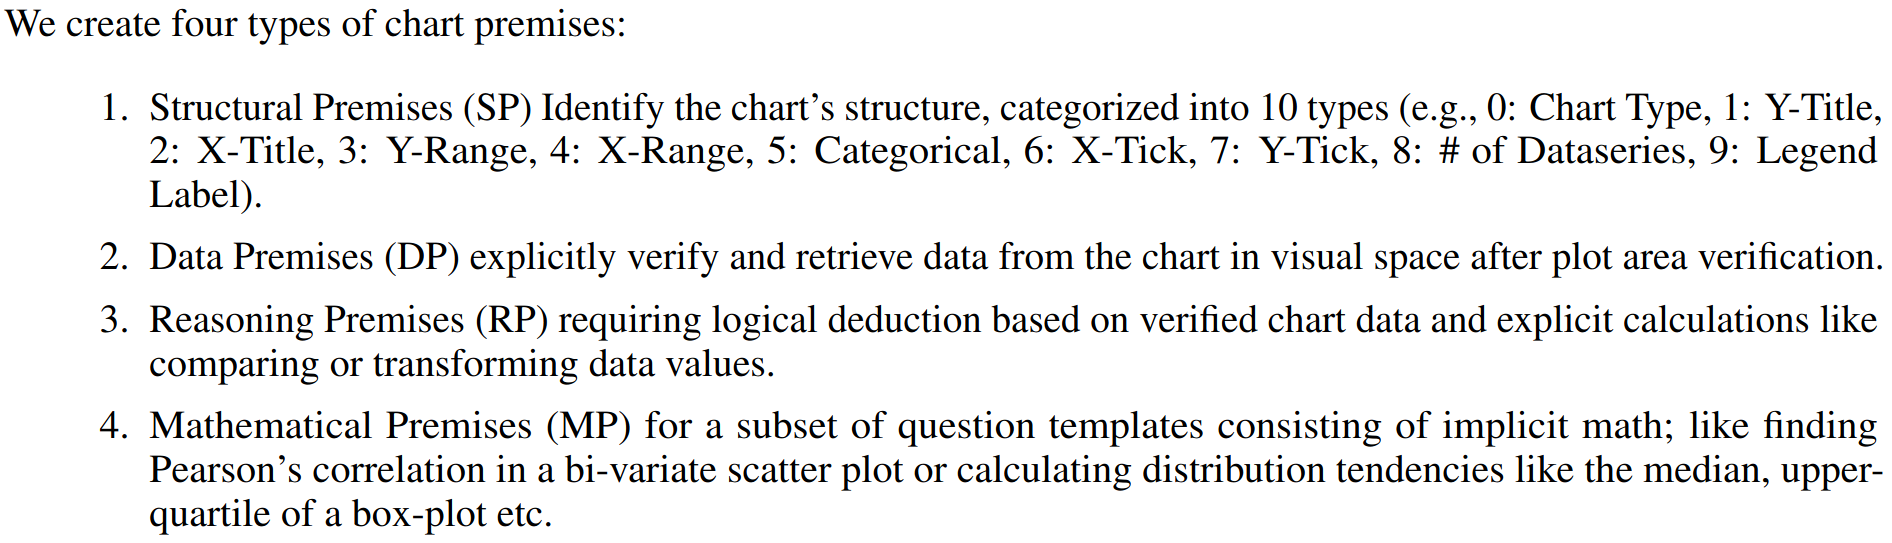 We create four types of chart premises:
1. Structural Premises (SP) Identify the chart’s structure, categorized into 10 types (e.g., 0: Chart Type, 1: Y-Title,
2: X-Title, 3: Y-Range, 4: X-Range, 5: Categorical, 6: X-Tick, 7: Y-Tick, 8: # of Dataseries, 9: Legend
Label).
2. Data Premises (DP) explicitly verify and retrieve data from the chart in visual space after plot area verification.
3. Reasoning Premises (RP) requiring logical deduction based on verified chart data and explicit calculations like
comparing or transforming data values.
4. Mathematical Premises (MP) for a subset of question templates consisting of implicit math; like finding
Pearson’s correlation in a bi-variate scatter plot or calculating distribution tendencies like the median, upper-
quartile of a box-plot etc.